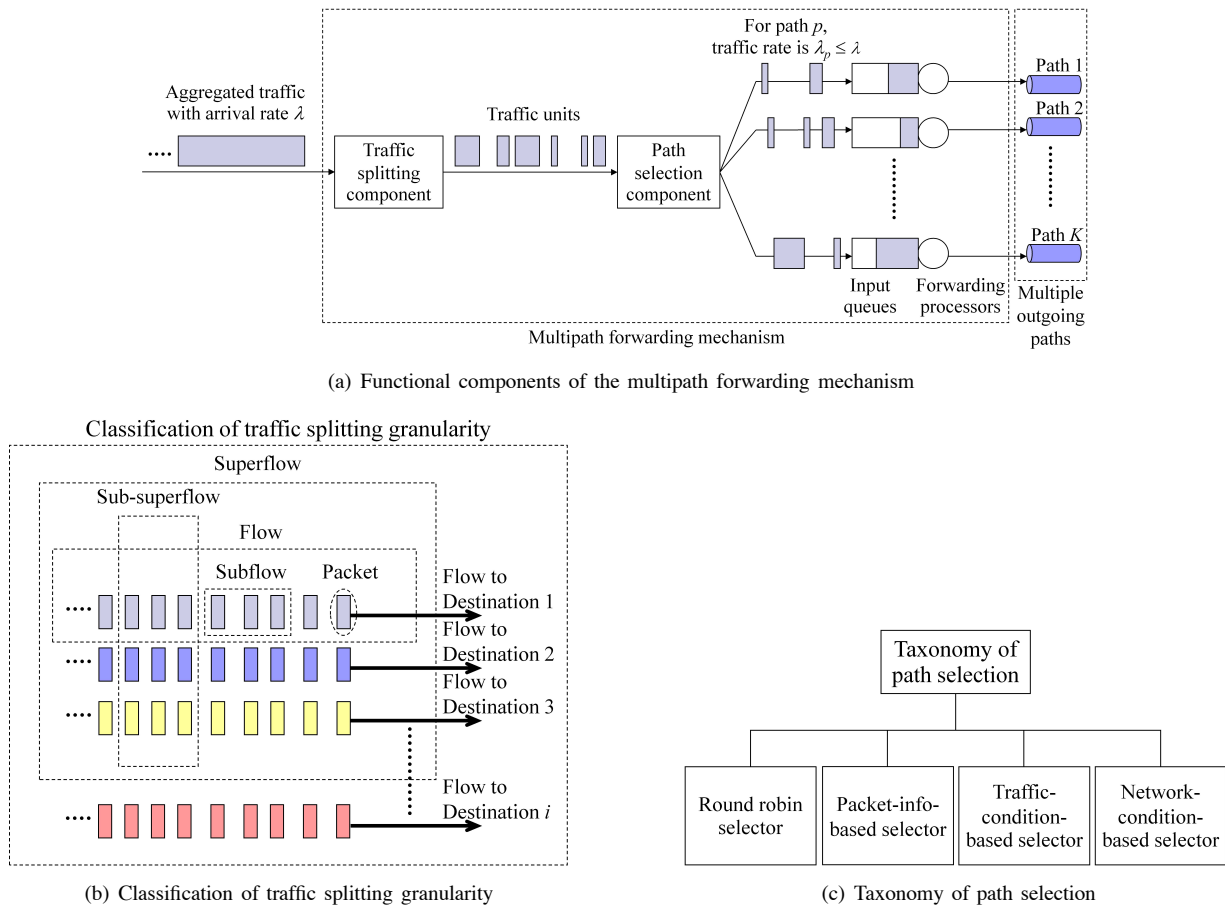 For path p,
traffic rate is λp ≤ λ
Aggregated traffic
with arrival rate λ
....
Traffic
splitting
component
Traffic units
Path
selection
component
Path 1
Path 2
Path K
Input
queues
Forwarding
processors
Multiple
outgoing
paths
Multipath forwarding mechanism
(a) Functional components of the multipath forwarding mechanism
Classification of traffic splitting granularity
Superflow
Sub-superflow
Flow
Subflow
Packet
....
Flow to
Destination 1
....
Flow to
Destination 2
....
Flow to
Destination 3
....
Flow to
Destination i
(b) Classification of traffic splitting granularity
Taxonomy of
path selection
Round robin
selector
Packet-info-
based selector
Traffic-
condition-
based selector
Network-
condition-
based selector
(c) Taxonomy of path selection